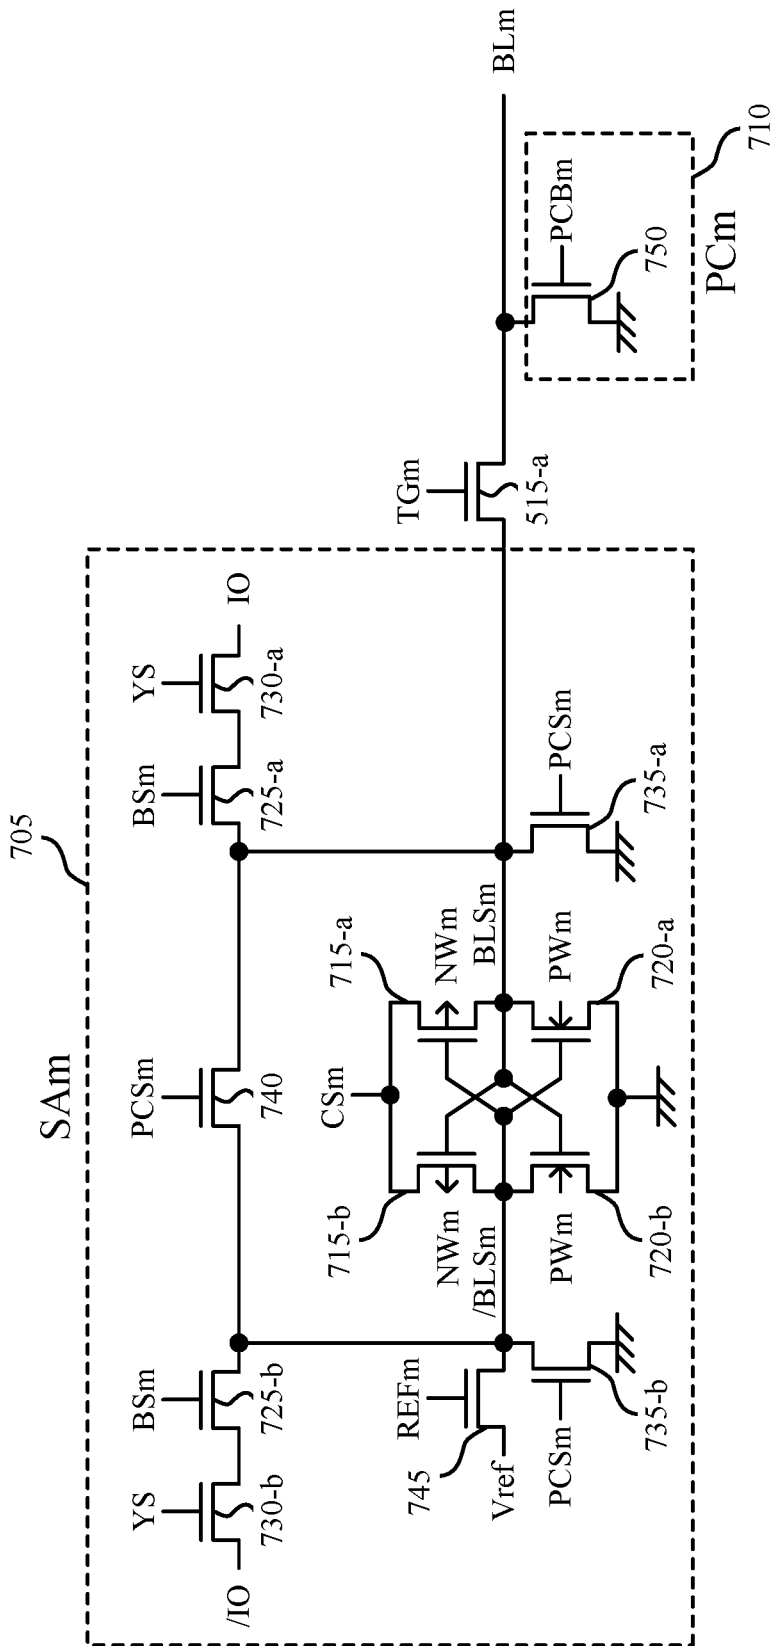 705
SAm
/IO
YS
730-b
BSm
725-b
PCSm
740
BSm
725-a
YS
730-a
IO
715-b
CSm
715-a
NWm
NWm
/BLSm
BLSm
PWm
PWm
720-b
720-a
REFm
745
Vref
PCSm
735-b
PCSm
735-a
TGm
515-a
BLm
PCBm
750
PCm
710